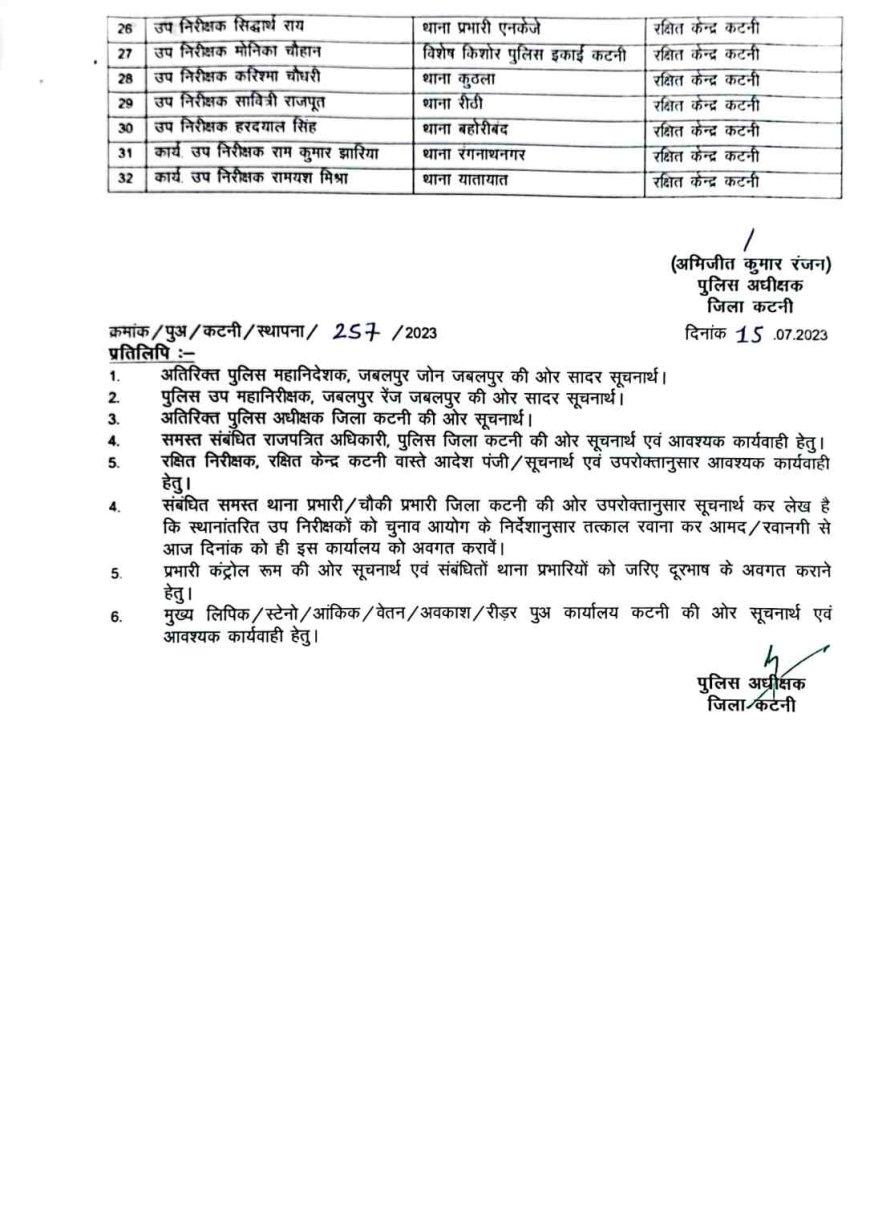 26 उप निरीक्षक सिद्धार्थ राय थाना प्रभारी एनकेजे रक्षित केन्द्र कटनी
27 उप निरीक्षक मोनिका चौहान विशेष किशोर पुलिस इकाई कटनी रक्षित केन्द्र कटनी
28 उप निरीक्षक करिश्मा चौधरी थाना कुठला रक्षित केन्द्र कटनी
29 उप निरीक्षक सावित्री राजपूत थाना रीठी रक्षित केन्द्र कटनी
30 उप निरीक्षक हरदयाल सिंह थाना बहोरीबंद रक्षित केन्द्र कटनी
31 कार्य. उप निरीक्षक राम कुमार झारिया थाना रंगनाथनगर रक्षित केन्द्र कटनी
32 कार्य. उप निरीक्षक रामयश मिश्रा थाना यातायात रक्षित केन्द्र कटनी
(अभिजीत कुमार रंजन)
पुलिस अधीक्षक
जिला कटनी
क्रमांक/पुअ/कटनी/स्थापना/ 257 /2023 दिनांक 15 .07.2023
प्रतिलिपि :—
1. अतिरिक्त पुलिस महानिदेशक, जबलपुर जोन जबलपुर की ओर सादर सूचनार्थ।
2. पुलिस उप महानिरीक्षक, जबलपुर रेंज जबलपुर की ओर सादर सूचनार्थ।
3. अतिरिक्त पुलिस अधीक्षक जिला कटनी की ओर सूचनार्थ।
4. समस्त संबंधित राजपत्रित अधिकारी, पुलिस जिला कटनी की ओर सूचनार्थ एवं आवश्यक कार्यवाही हेतु।
5. रक्षित निरीक्षक, रक्षित केन्द्र कटनी वास्ते आदेश पंजी/सूचनार्थ एवं उपरोक्तानुसार आवश्यक कार्यवाही
हेतु।
4. संबंधित समस्त थाना प्रभारी/चौकी प्रभारी जिला कटनी की ओर उपरोक्तानुसार सूचनार्थ कर लेख है
कि स्थानांतरित उप निरीक्षकों को चुनाव आयोग के निर्देशानुसार तत्काल रवाना कर आमद/रवानगी से
आज दिनांक को ही इस कार्यालय को अवगत करावें।
5. प्रभारी कंट्रोल रूम की ओर सूचनार्थ एवं संबंधितों थाना प्रभारियों को जरिए दूरभाष के अवगत कराने
हेतु।
6. मुख्य लिपिक/स्टेनो/आंकिक/वेतन/अवकाश/रीड़र पुअ कार्यालय कटनी की ओर सूचनार्थ एवं
आवश्यक कार्यवाही हेतु।
पुलिस अधीक्षक
जिला कटनी